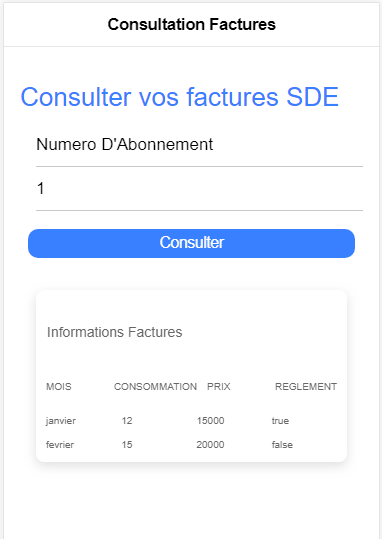 Consultation Factures
Consulter vos factures SDE
Numero D'Abonnement
1
Consulter
Informations Factures
MOIS CONSOMMATION PRIX REGLEMENT
janvier 12 15000 true
fevrier 15 20000 false